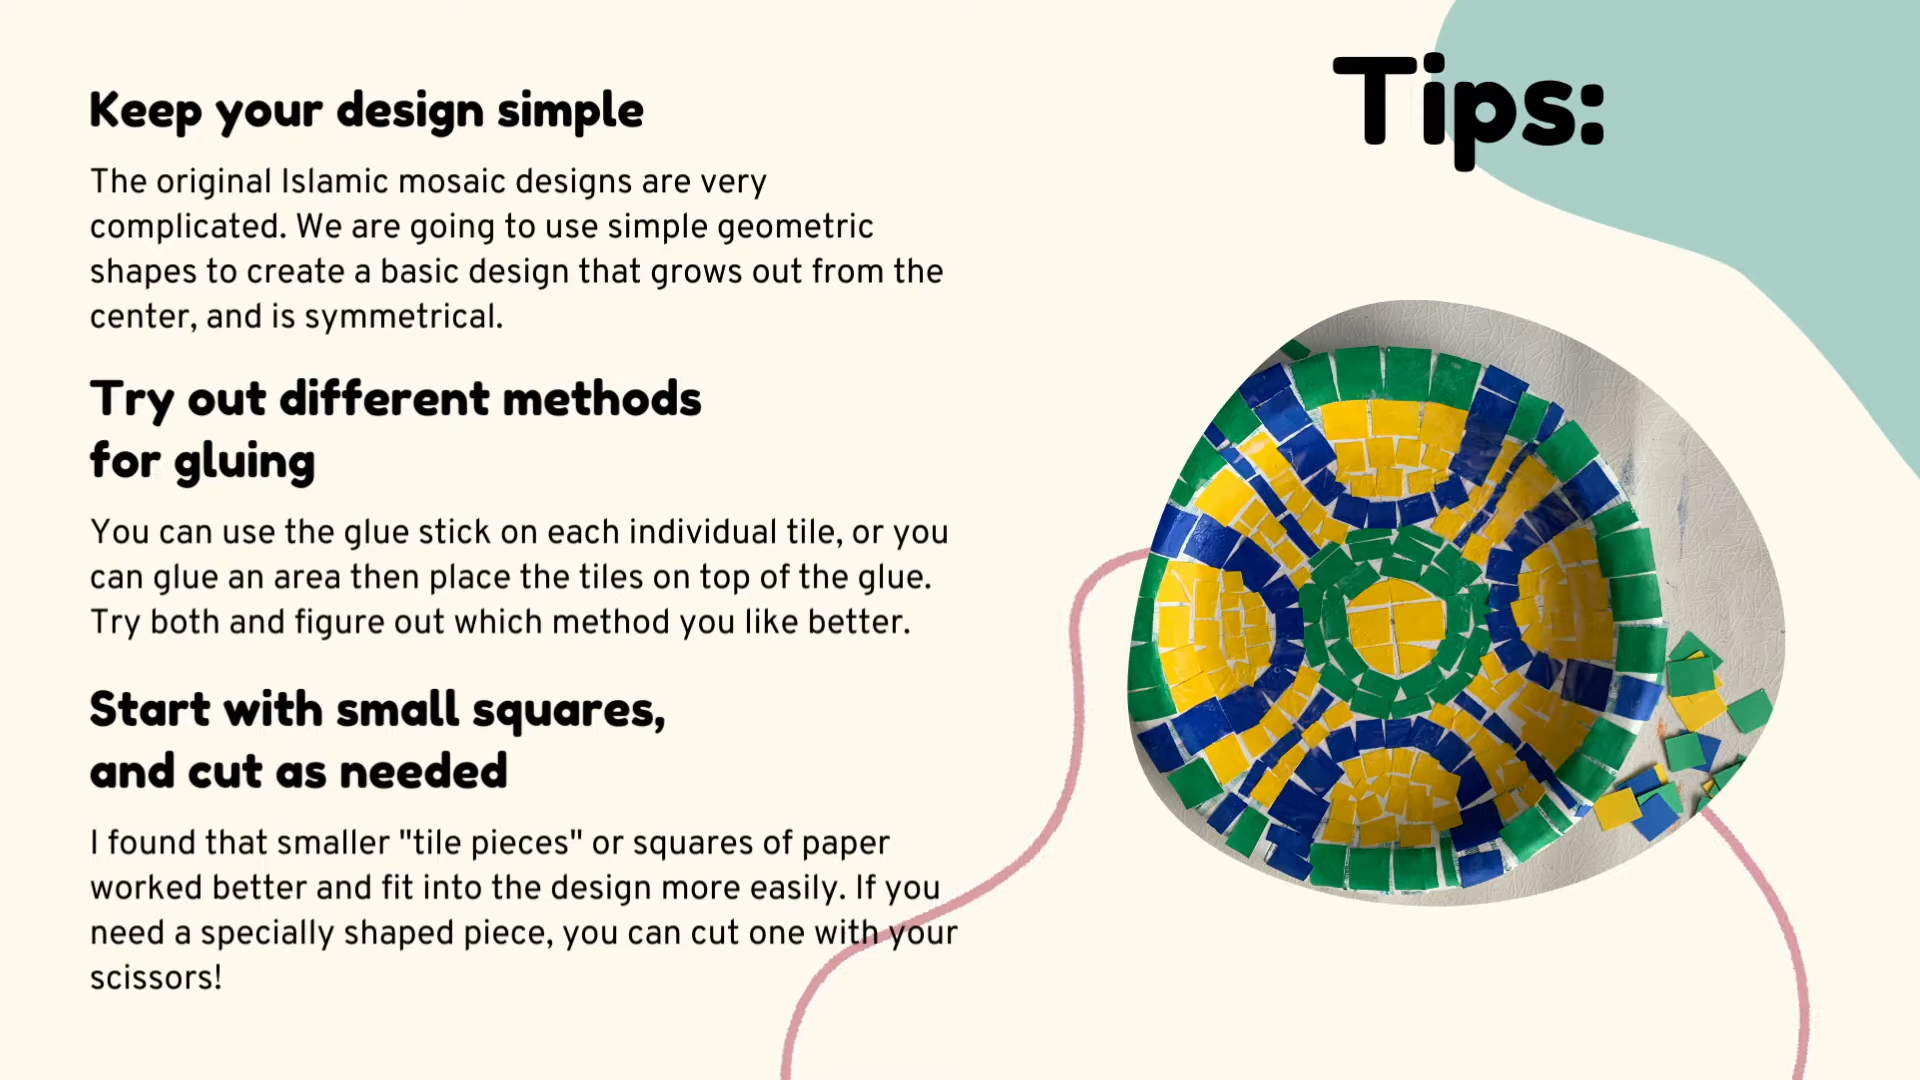 Tips:
Keep your design simple
The original Islamic mosaic designs are very
complicated. We are going to use simple geometric
shapes to create a basic design that grows out from the
center, and is symmetrical.
Try out different methods
for gluing
You can use the glue stick on each individual tile, or you
can glue an area then place the tiles on top of the glue.
Try both and figure out which method you like better.
Start with small squares,
and cut as needed
I found that smaller "tile pieces" or squares of paper
worked better and fit into the design more easily. If you
need a specially shaped piece, you can cut one with your
scissors!